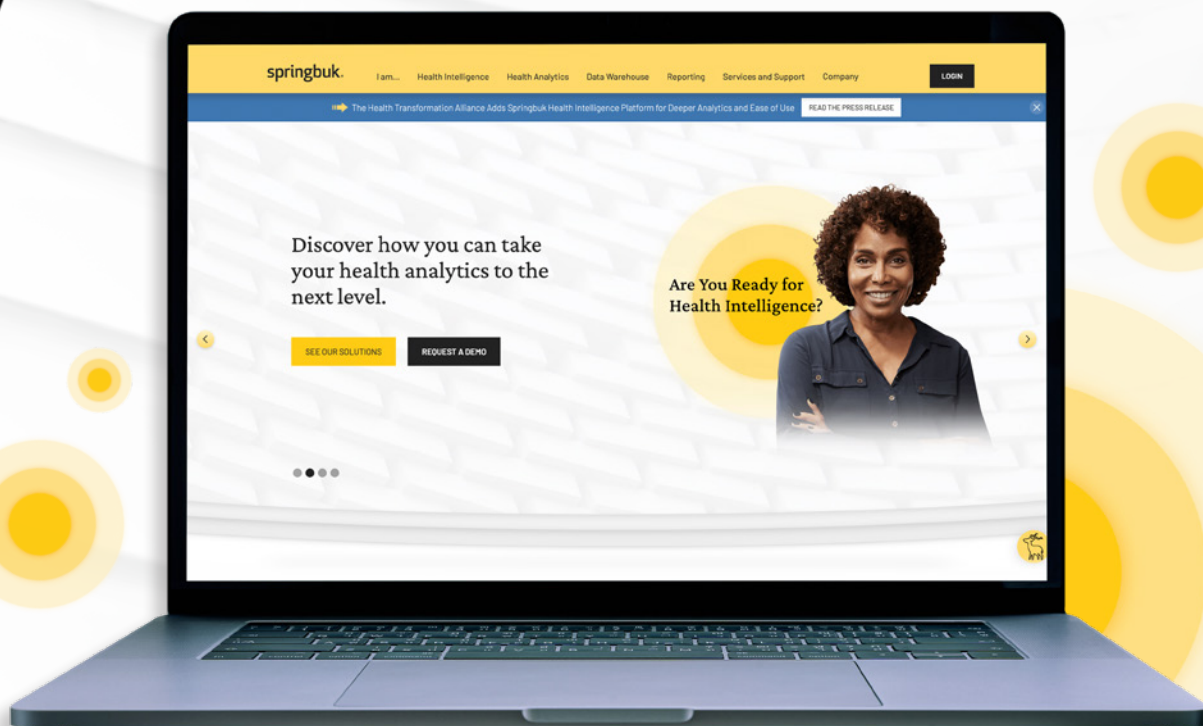 springbuk.
I am...
Health Intelligence
Health Analytics
Data Warehouse
Reporting
Services and Support
Company
LOGIN
The Health Transformation Alliance Adds Springbuk Health Intelligence Platform for Deeper Analytics and Ease of Use
READ THE PRESS RELEASE
Discover how you can take
your health analytics to the
next level.
SEE OUR SOLUTIONS
REQUEST A DEMO
Are You Ready for
Health Intelligence?